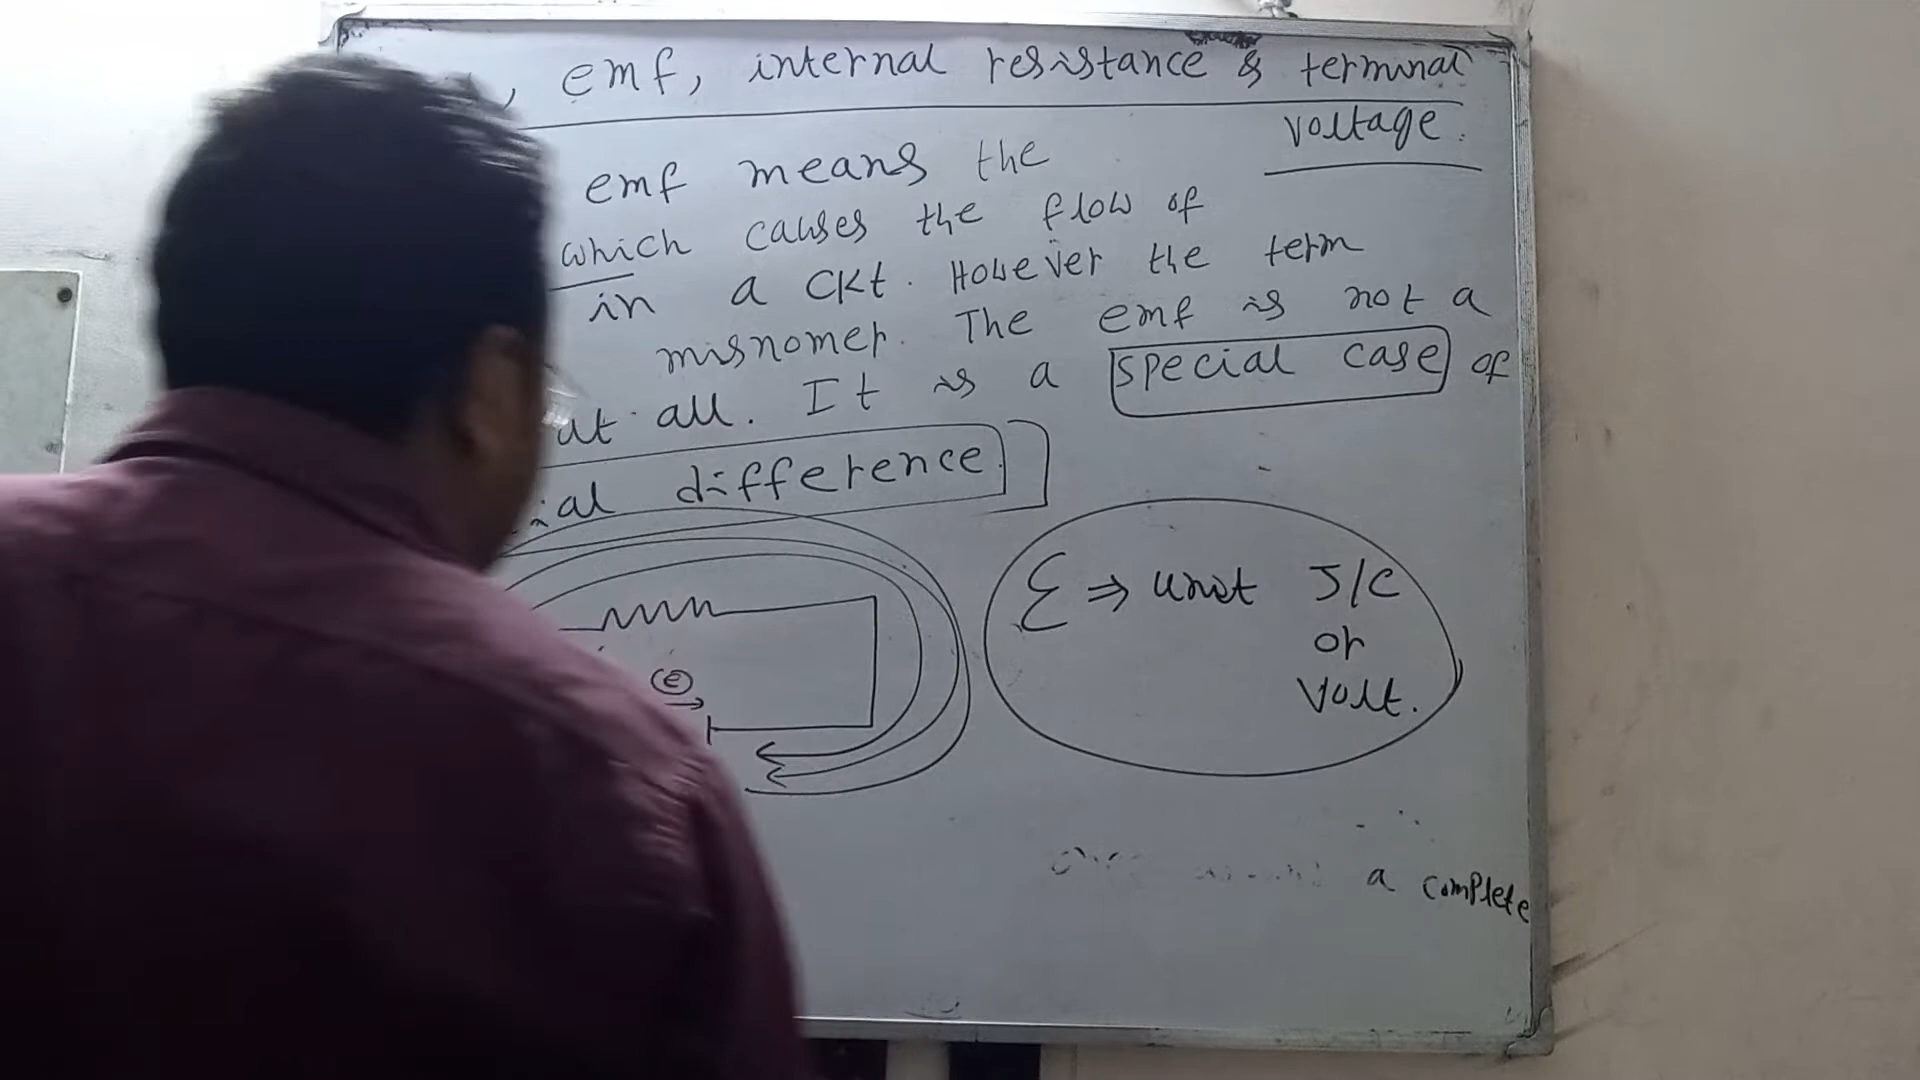 , emf, internal resistance & terminal
voltage.
emf means the
which causes the flow of
in a ckt. However the term
misnomer. The emf is not a
at all. It is a special case of
ial difference.
e
ℰ ⇒ unit J/C
or
Volt.
a complete